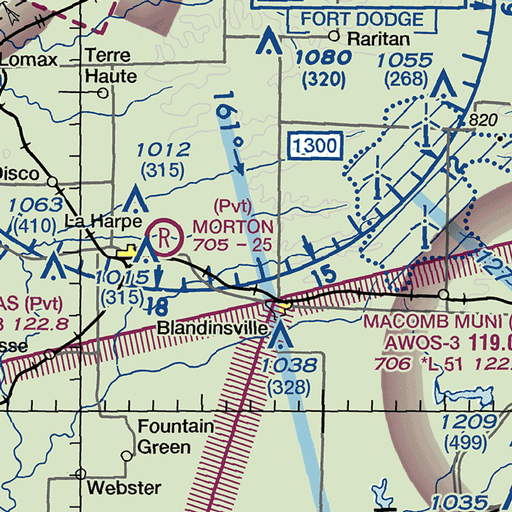 FORT DODGE
Lomax
Raritan
Terre
Haute
1080
(320)
1055
(268)
161°
820
1300
1012
(315)
Disco
1063
(410)
La Harpe
(Pvt)
MORTON
705 - 25
R
15
127°
1015
(315)
18
AS (Pvt)
122.8
Blandinsville
MACOMB MUNI (
AWOS-3 119.0
706 *L 51 122.
sse
1038
(328)
1209
(499)
Fountain
Green
Webster
1035